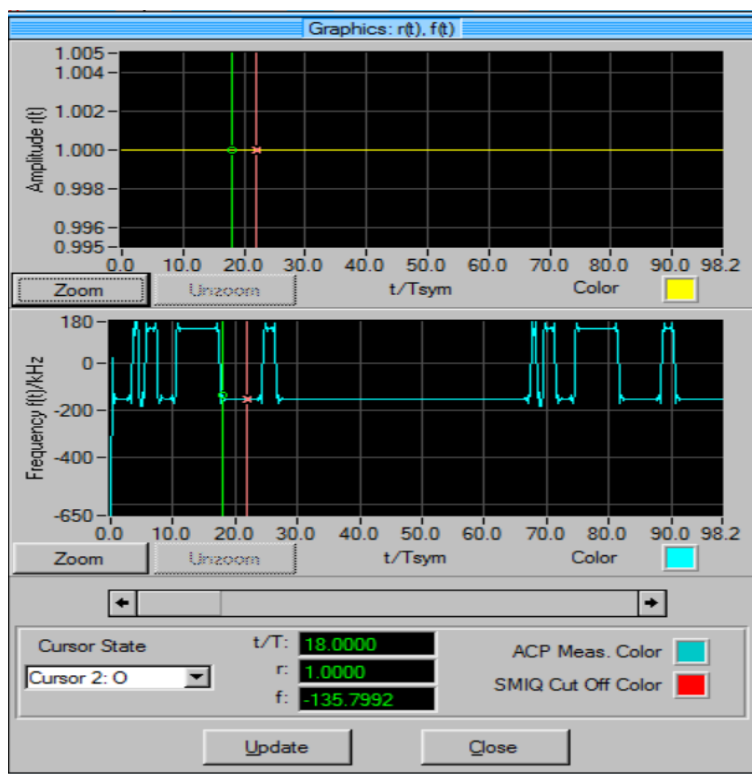 Graphics: r(t), f(t)
1.005
1.004
1.002
1.000
0.998
0.996
0.995
Amplitude r(t)
0.0 10.0 20.0 30.0 40.0 50.0 60.0 70.0 80.0 90.0 98.2
Zoom Unzoom t/Tsym Color
180
0
-200
-400
-650
Frequency f(t)/kHz
0.0 10.0 20.0 30.0 40.0 50.0 60.0 70.0 80.0 90.0 98.2
Zoom Unzoom t/Tsym Color
Cursor State
Cursor 2: O
t/T: 18.0000
r: 1.0000
f: -135.7992
ACP Meas. Color
SMIQ Cut Off Color
Update Close